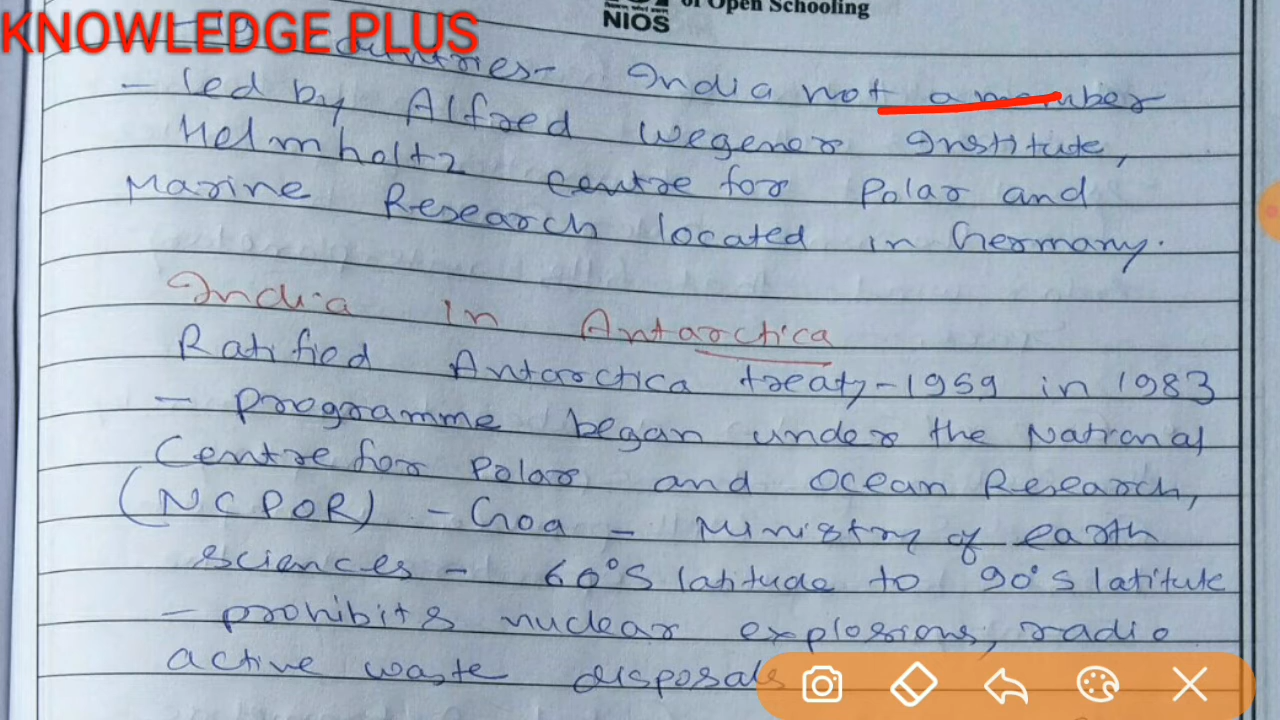 of Open Schooling
NIOS
KNOWLEDGE PLUS
19 countries- India not a member
- led by Alfred Wegener Institute,
Helmholtz Centre for Polar and
Marine Research located in Germany.
India in Antarctica
Ratified Antarctica treaty-1959 in 1983
- programme began under the National
Centre for Polar and Ocean Research,
(NCPOR) - Goa - Ministry of earth
sciences - 60°S latitude to 90°S latitute
- prohibits nuclear explosions, radio
active waste disposals